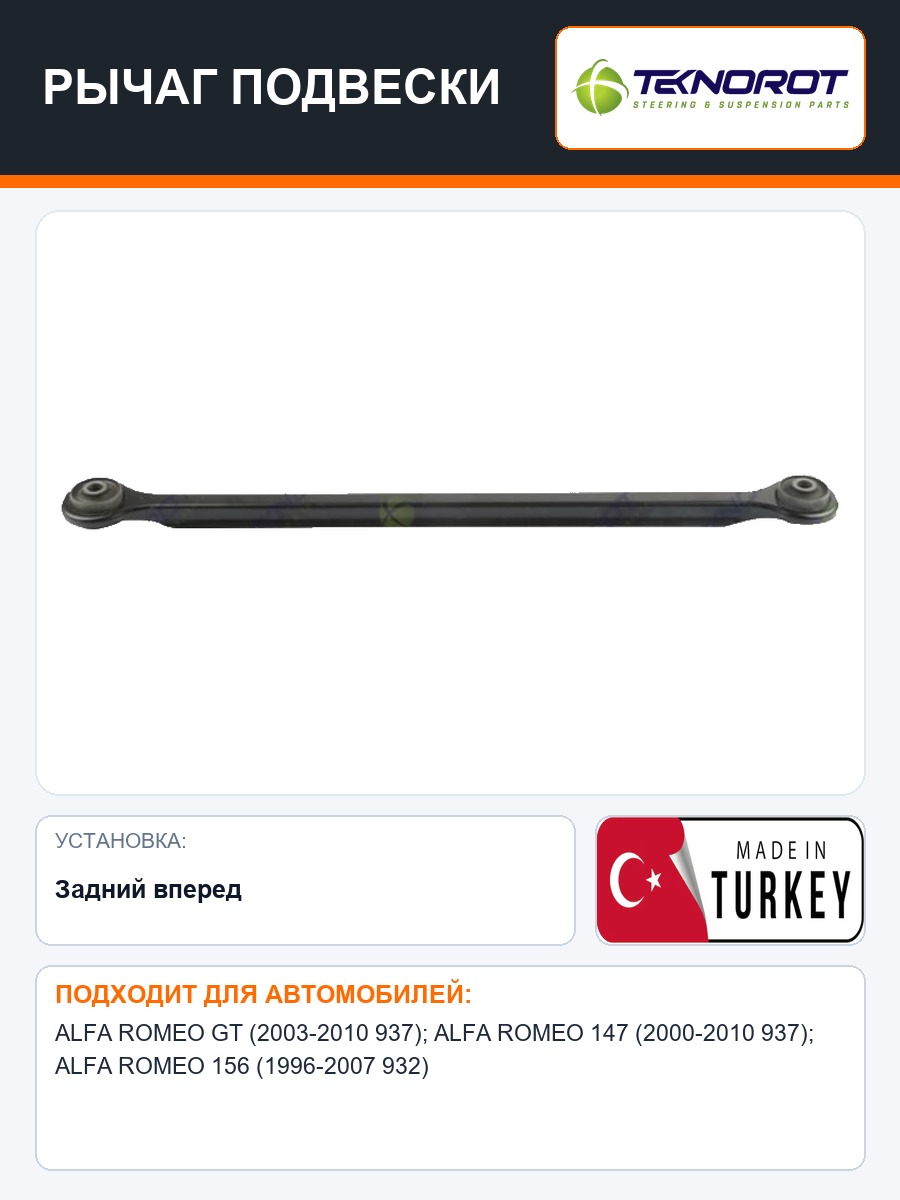 РЫЧАГ ПОДВЕСКИ
TEKNOROT
STEERING & SUSPENSION PARTS
УСТАНОВКА:
Задний вперед
MADE IN
TURKEY
ПОДХОДИТ ДЛЯ АВТОМОБИЛЕЙ:
ALFA ROMEO GT (2003-2010 937); ALFA ROMEO 147 (2000-2010 937);
ALFA ROMEO 156 (1996-2007 932)